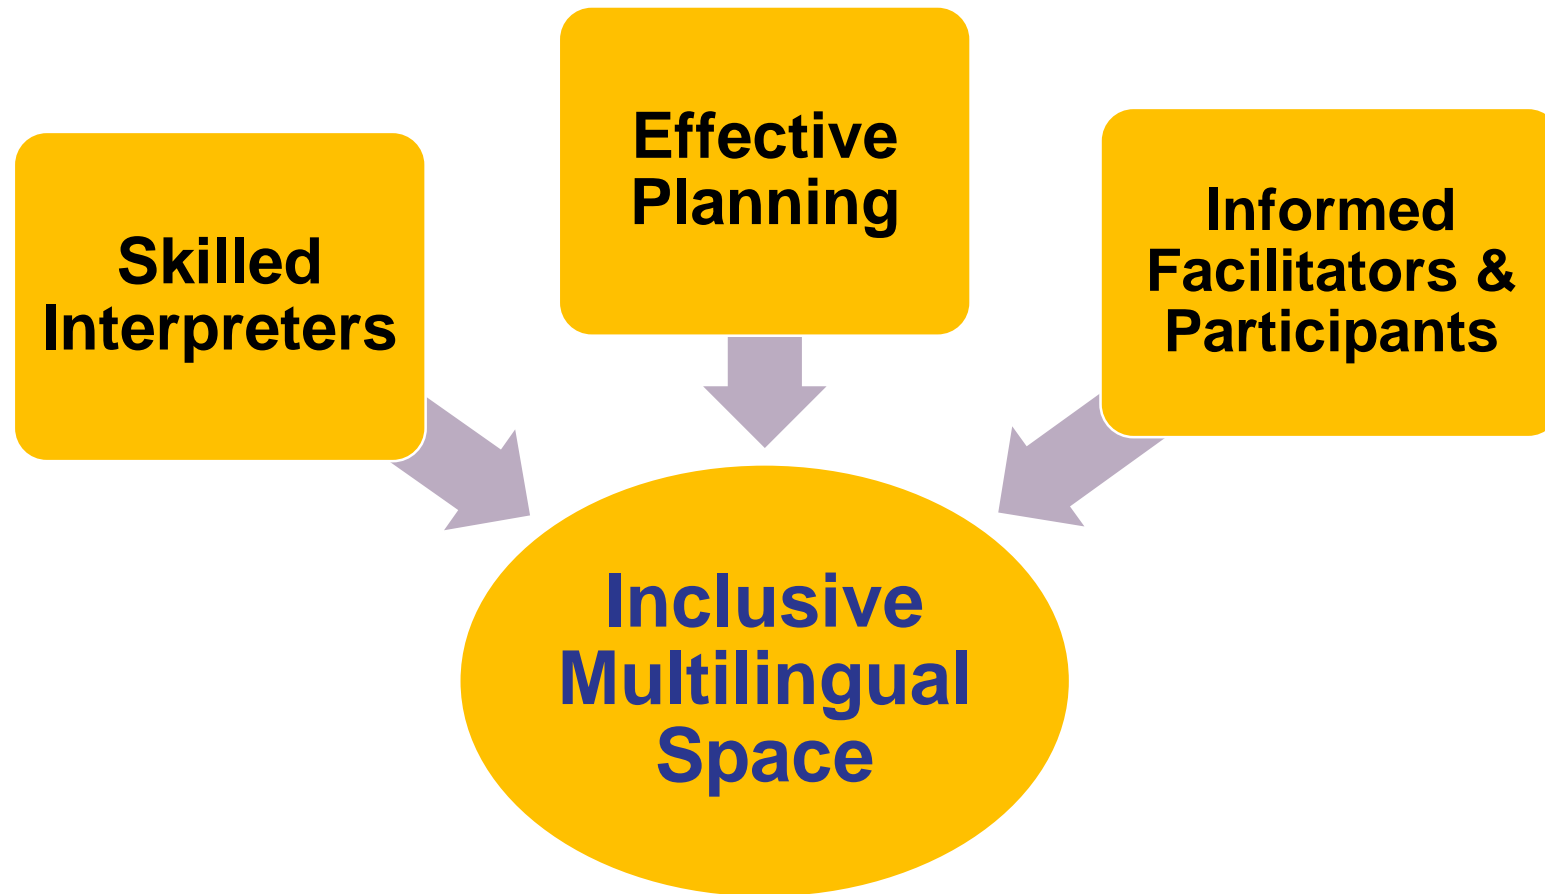 Skilled
Interpreters
Effective
Planning
Informed
Facilitators &
Participants
Inclusive
Multilingual
Space